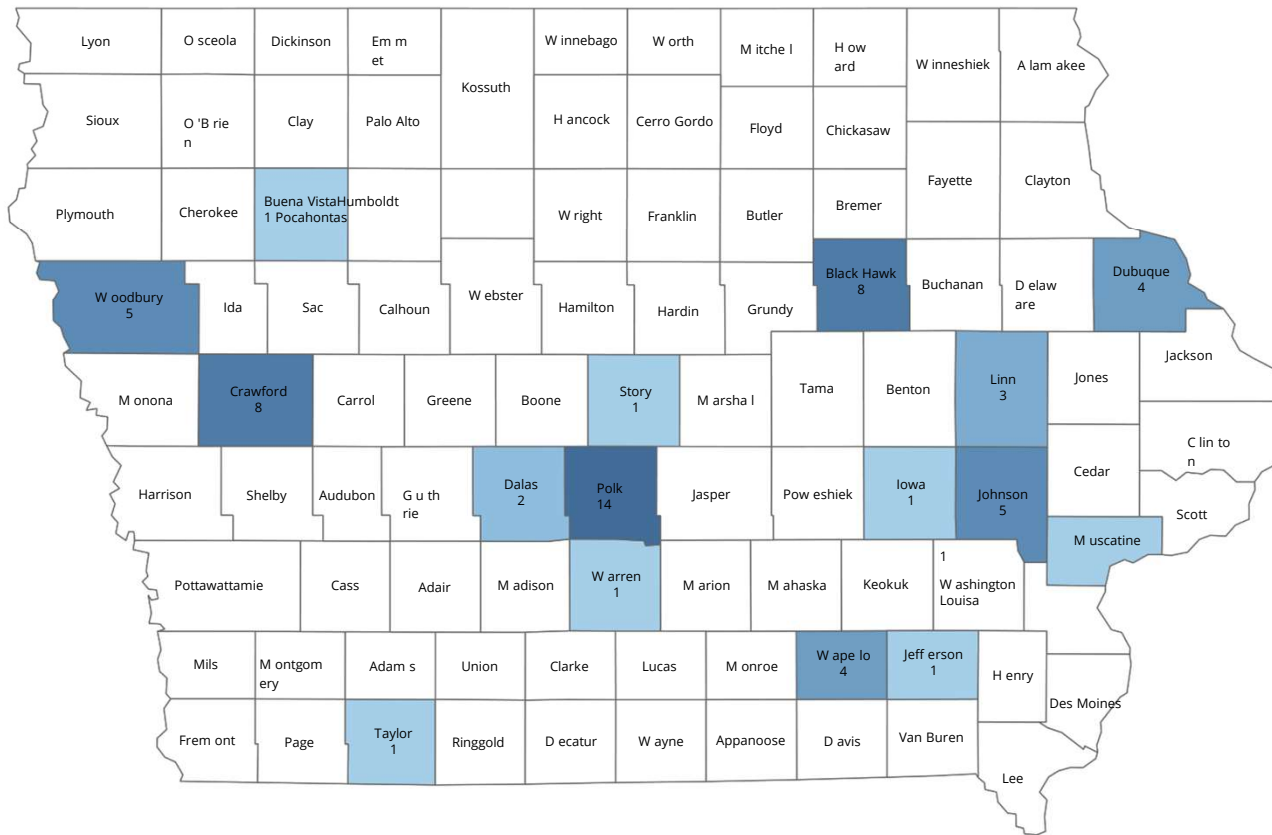 Lyon
O sceola
Dickinson
Em m
et
Kossuth
W innebago
W orth
M itche l
H ow
ard
W inneshiek
A lam akee
Sioux
O 'B rie
n
Clay
Palo Alto
H ancock
Cerro Gordo
Floyd
Chickasaw
Fayette
Clayton
Plymouth
Cherokee
Buena VistaHumboldt
1 Pocahontas
W right
Franklin
Butler
Bremer
W oodbury
5
Ida
Sac
Calhoun
W ebster
Hamilton
Hardin
Grundy
Black Hawk
8
Buchanan
D elaw
are
Dubuque
4
M onona
Crawford
8
Carrol
Greene
Boone
Story
1
M arsha l
Tama
Benton
Linn
3
Jones
Jackson
C lin to
n
Harrison
Shelby
Audubon
G u th
rie
Dalas
2
Polk
14
Jasper
Pow eshiek
Iowa
1
Johnson
5
Cedar
Scott
M uscatine
1
Pottawattamie
Cass
Adair
M adison
W arren
1
M arion
M ahaska
Keokuk
W ashington
Louisa
Mils
M ontgom
ery
Adam s
Union
Clarke
Lucas
M onroe
W ape lo
4
Jeff erson
1
H enry
Des Moines
Frem ont
Page
Taylor
1
Ringgold
D ecatur
W ayne
Appanoose
D avis
Van Buren
Lee